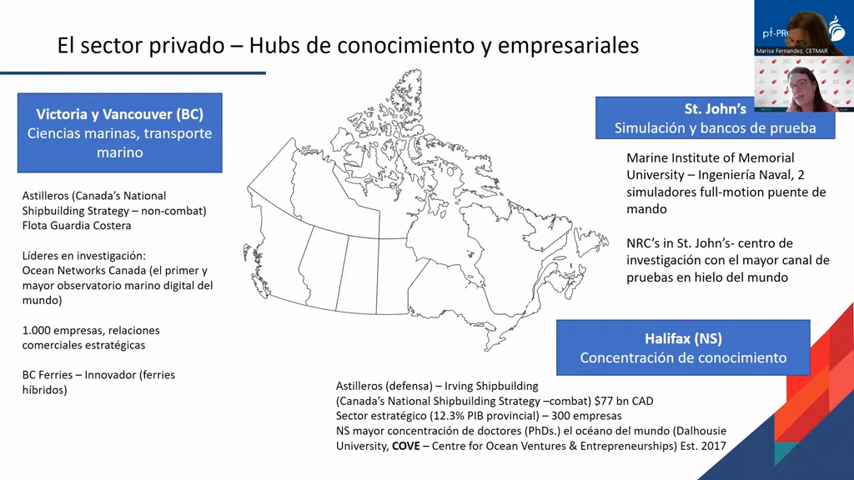 El sector privado – Hubs de conocimiento y empresariales
Marisa Fernandez, CETMAR
Victoria y Vancouver (BC)
Ciencias marinas, transporte
marino
Astilleros (Canada's National
Shipbuilding Strategy – non-combat)
Flota Guardia Costera
Líderes en investigación:
Ocean Networks Canada (el primer y
mayor observatorio marino digital del
mundo)
1.000 empresas, relaciones
comerciales estratégicas
BC Ferries – Innovador (ferries
híbridos)
St. John's
Simulación y bancos de prueba
Marine Institute of Memorial
University – Ingeniería Naval, 2
simuladores full-motion puente de
mando
NRC's in St. John's- centro de
investigación con el mayor canal de
pruebas en hielo del mundo
Halifax (NS)
Concentración de conocimiento
Astilleros (defensa) – Irving Shipbuilding
(Canada's National Shipbuilding Strategy –combat) $77 bn CAD
Sector estratégico (12.3% PIB provincial) – 300 empresas
NS mayor concentración de doctores (PhDs.) el océano del mundo (Dalhousie
University, COVE – Centre for Ocean Ventures & Entrepreneurships) Est. 2017